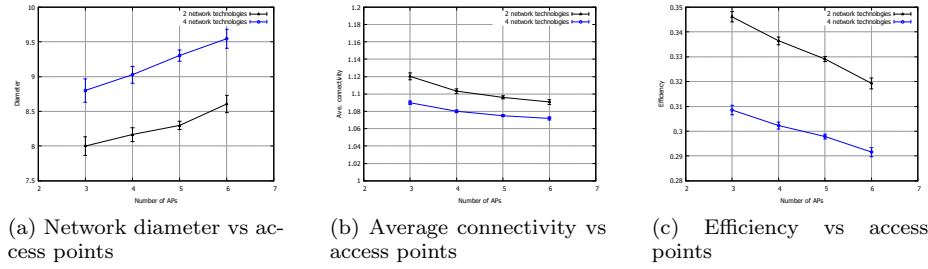 2 network technologies
4 network technologies
10
9.5
9
8.5
8
7.5
Diameter
2 3 4 5 6 7
Number of APs
2 network technologies
4 network technologies
1.2
1.18
1.16
1.14
1.12
1.1
1.08
1.06
1.04
1.02
1
Ave. connectivity
2 3 4 5 6 7
Number of APs
2 network technologies
4 network technologies
0.35
0.34
0.33
0.32
0.31
0.3
0.29
0.28
Efficiency
2 3 4 5 6 7
Number of APs
(a) Network diameter vs ac-
cess points
(b) Average connectivity vs
access points
(c) Efficiency vs access
points